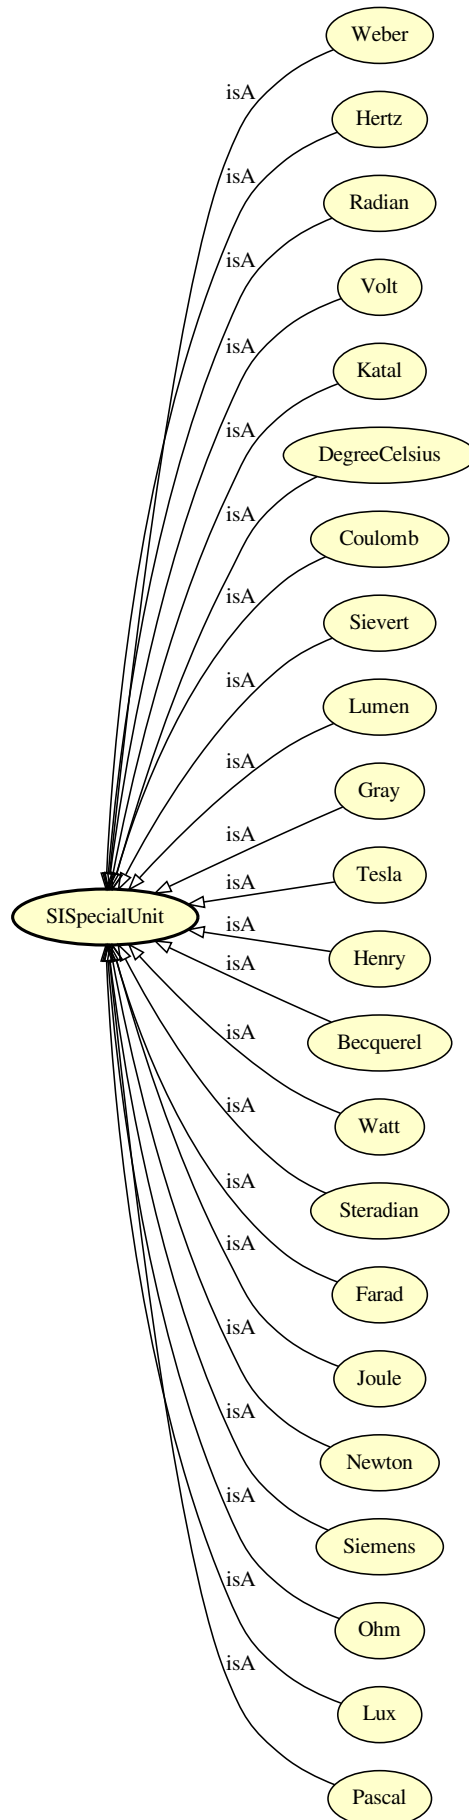 Weber
isA
Hertz
isA
Radian
isA
Volt
isA
Katal
isA
DegreeCelsius
isA
Coulomb
isA
Sievert
isA
Lumen
isA
Gray
isA
Tesla
isA
SISpecialUnit
isA
Henry
isA
Becquerel
isA
Watt
isA
Steradian
isA
Farad
isA
Joule
isA
Newton
isA
Siemens
isA
Ohm
isA
Lux
isA
Pascal